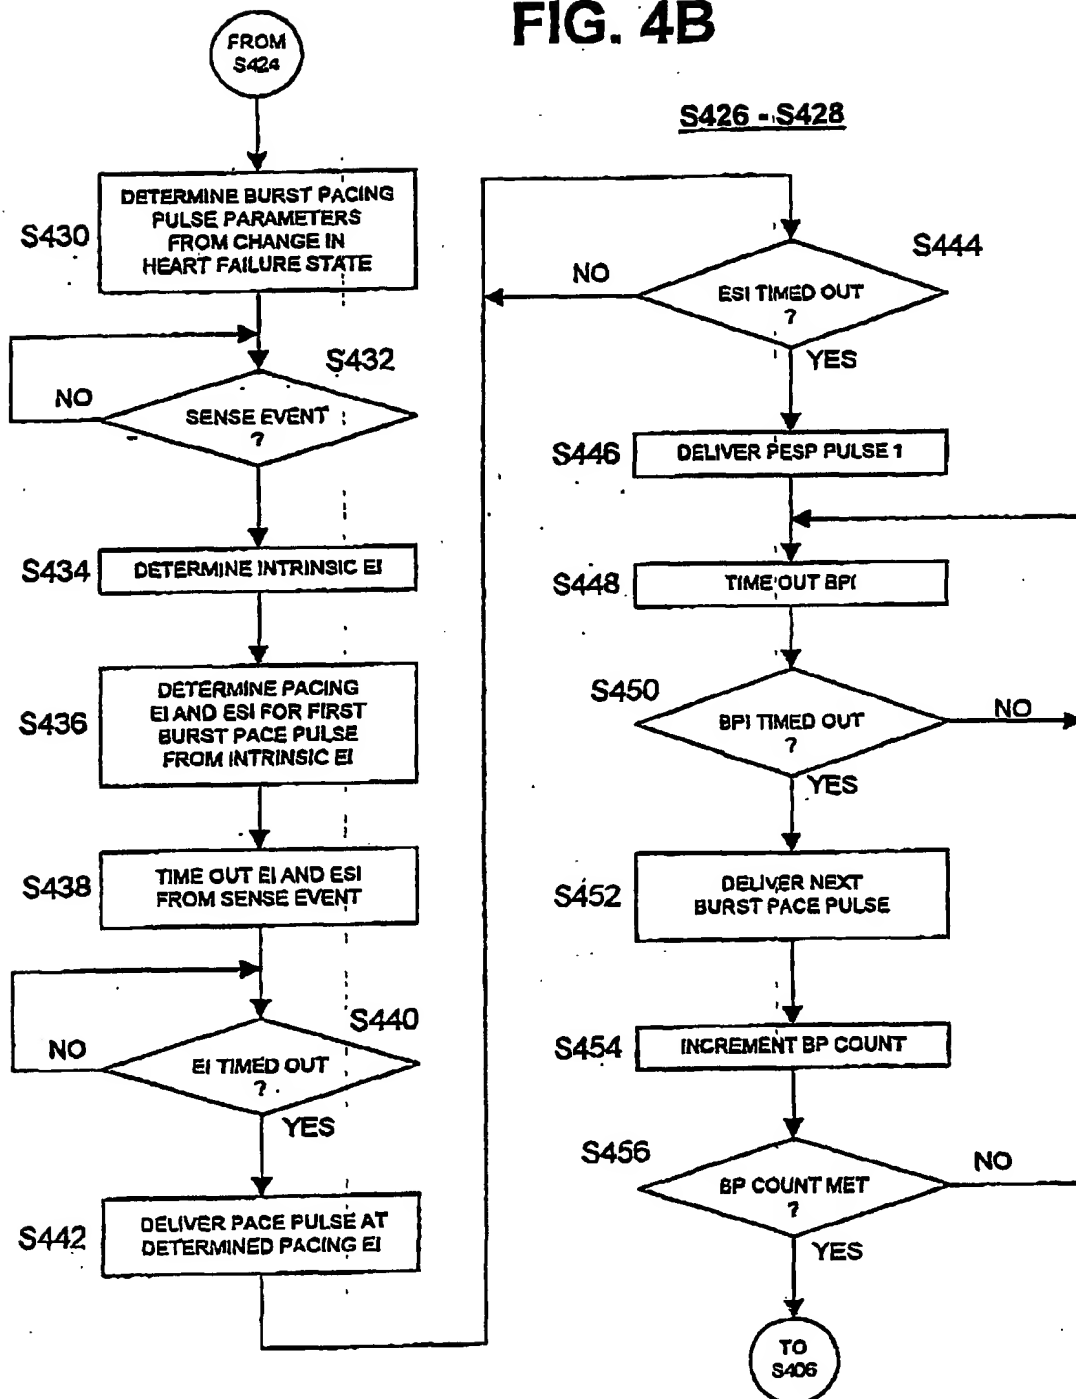 FIG. 4B
FROM
S424
S426 - S428
S430
DETERMINE BURST PACING
PULSE PARAMETERS
FROM CHANGE IN
HEART FAILURE STATE
S432
NO
SENSE EVENT
?
S434
DETERMINE INTRINSIC EI
S436
DETERMINE PACING
EI AND ESI FOR FIRST
BURST PACE PULSE
FROM INTRINSIC EI
S438
TIME OUT EI AND ESI
FROM SENSE EVENT
S440
NO
EI TIMED OUT
?
YES
S442
DELIVER PACE PULSE AT
DETERMINED PACING EI
S444
NO
ESI TIMED OUT
?
YES
S446
DELIVER PESP PULSE 1
S448
TIME OUT BPI
S450
BPI TIMED OUT
?
NO
YES
S452
DELIVER NEXT
BURST PACE PULSE
S454
INCREMENT BP COUNT
S456
BP COUNT MET
?
NO
YES
TO
S406